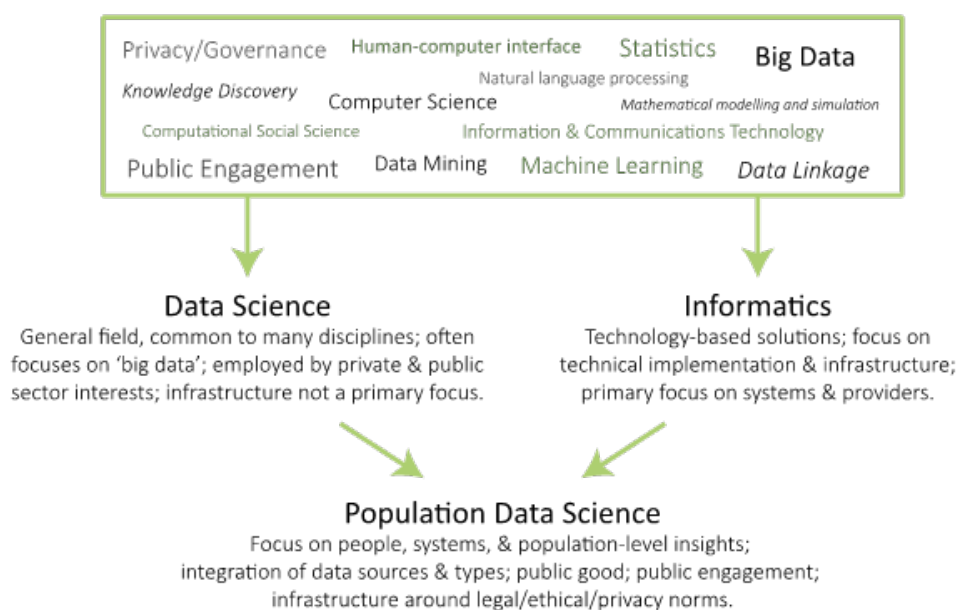 Privacy/Governance Human-computer interface Statistics Big Data
Natural language processing
Knowledge Discovery Computer Science Mathematical modelling and simulation
Computational Social Science Information & Communications Technology
Public Engagement Data Mining Machine Learning Data Linkage
Data Science
General field, common to many disciplines; often
focuses on ‘big data’; employed by private & public
sector interests; infrastructure not a primary focus.
Informatics
Technology-based solutions; focus on
technical implementation & infrastructure;
primary focus on systems & providers.
Population Data Science
Focus on people, systems, & population-level insights;
integration of data sources & types; public good; public engagement;
infrastructure around legal/ethical/privacy norms.